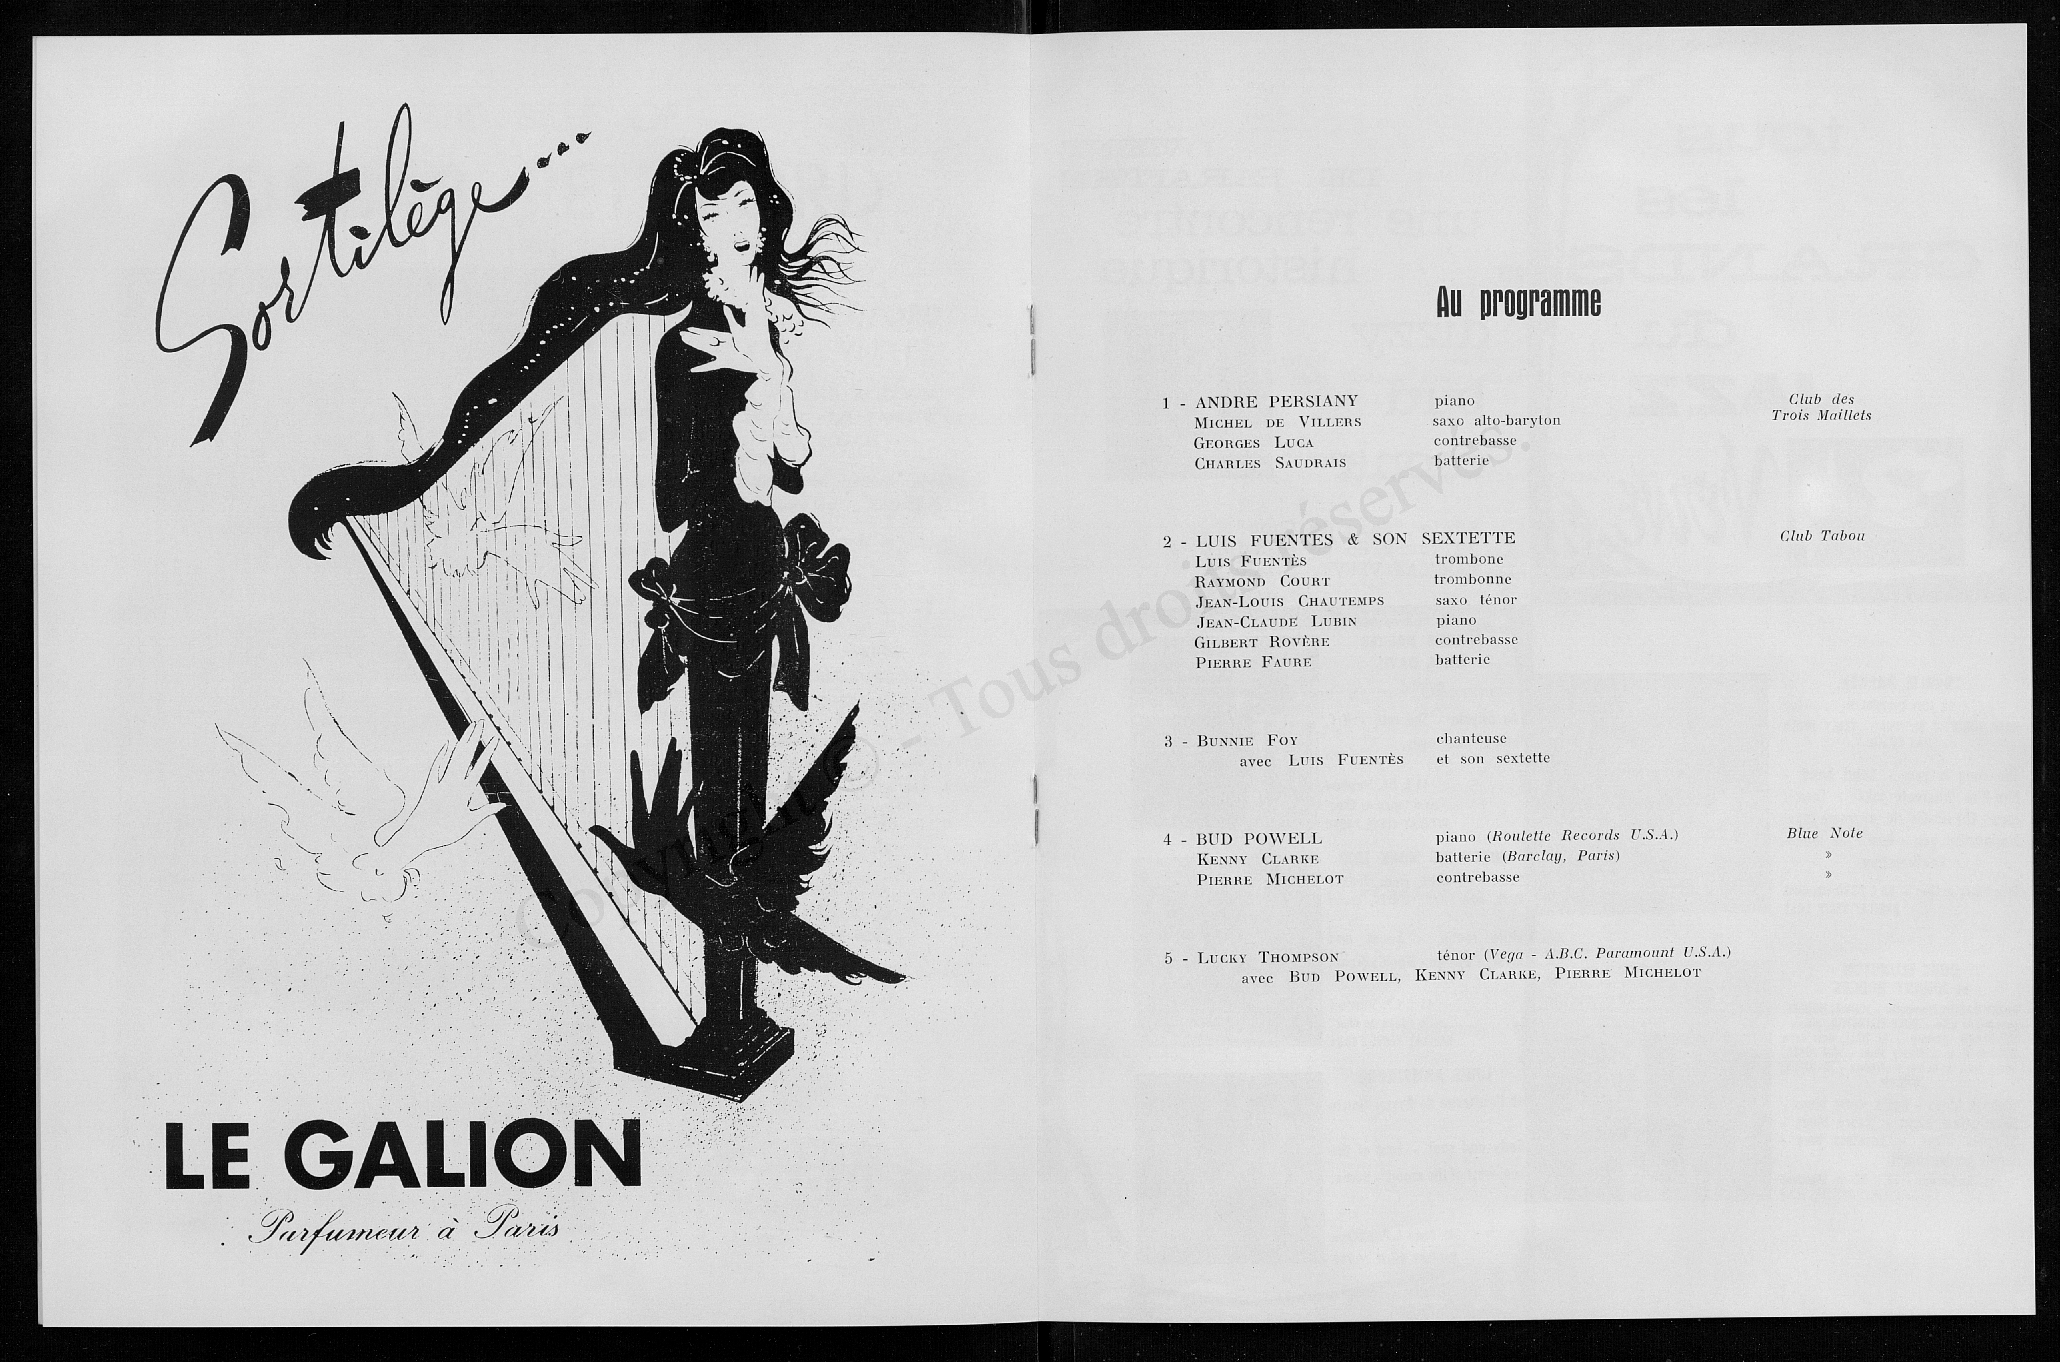 Sortilège...
LE GALION
Parfumeur à Paris
Au programme
1 - ANDRE PERSIANY piano Club des
Trois Maillets
MICHEL DE VILLERS saxo alto-baryton
GEORGES LUCA contrebasse
CHARLES SAUDRAIS batterie
2 - LUIS FUENTES & SON SEXTETTE Club Tabou
LUIS FUENTÈS trombone
RAYMOND COURT trombonne
JEAN-LOUIS CHAUTEMPS saxo ténor
JEAN-CLAUDE LUBIN piano
GILBERT ROVÈRE contrebasse
PIERRE FAURE batterie
3 - BUNNIE FOY chanteuse
avec LUIS FUENTÈS et son sextette
4 - BUD POWELL piano (Roulette Records U.S.A.) Blue Note
KENNY CLARKE batterie (Barclay, Paris) »
PIERRE MICHELOT contrebasse »
5 - LUCKY THOMPSON ténor (Vega - A.B.C. Paramount U.S.A.)
avec BUD POWELL, KENNY CLARKE, PIERRE MICHELOT
Copyright © - Tous droits réservés.